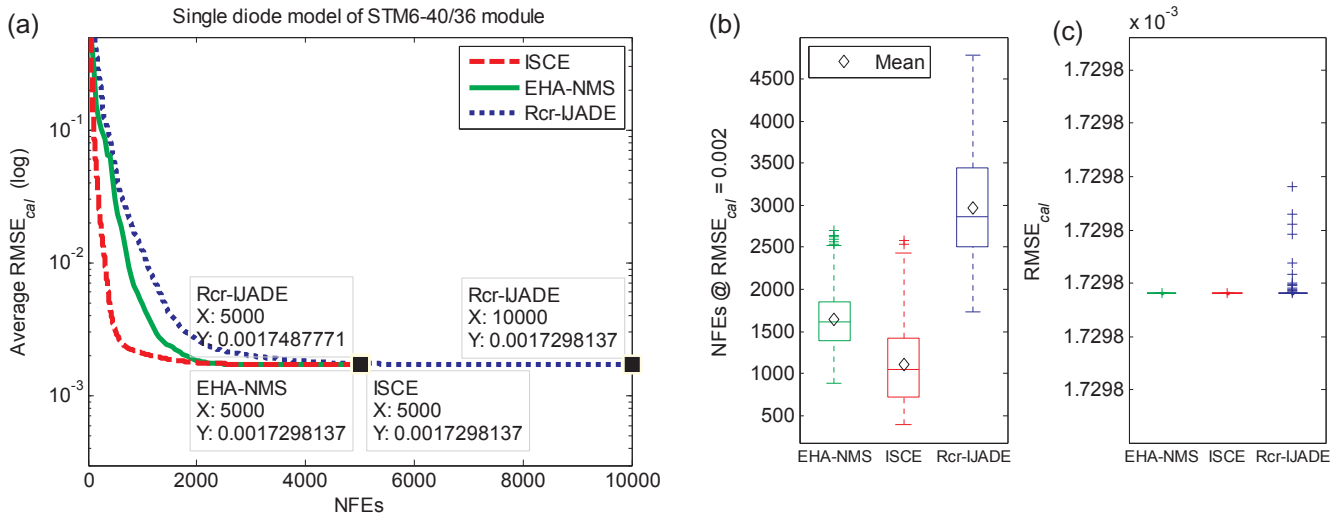 (a)
Single diode model of STM6-40/36 module
Average RMSEcal (log)
10-1
10-2
10-3
ISCE
EHA-NMS
Rcr-IJADE
Rcr-IJADE
X: 5000
Y: 0.0017487771
Rcr-IJADE
X: 10000
Y: 0.0017298137
EHA-NMS
X: 5000
Y: 0.0017298137
ISCE
X: 5000
Y: 0.0017298137
0 2000 4000 6000 8000 10000
NFEs
(b)
NFEs @ RMSEcal = 0.002
Mean
4500
4000
3500
3000
2500
2000
1500
1000
500
EHA-NMS ISCE Rcr-IJADE
(c)
x 10-3
RMSEcal
1.7298
1.7298
1.7298
1.7298
1.7298
1.7298
1.7298
EHA-NMS ISCE Rcr-IJADE